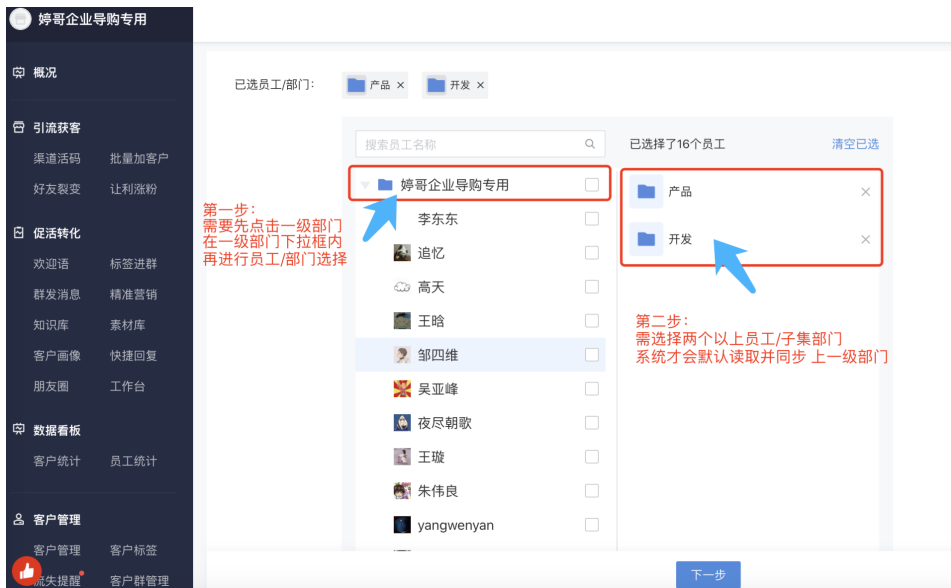 婷哥企业导购专用
概况
引流获客
渠道活码 批量加客户
好友裂变 让利涨粉
促活转化
欢迎语 标签进群
群发消息 精准营销
知识库 素材库
客户画像 快捷回复
朋友圈 工作台
数据看板
客户统计 员工统计
客户管理
客户管理 客户标签
流失提醒 客户群管理
已选员工/部门： 产品 × 开发 ×
搜索员工名称
婷哥企业导购专用
李东东
追忆
高天
王晗
邹四维
吴亚峰
夜尽朝歌
王璇
朱伟良
yangwenyan
已选择了16个员工 清空已选
产品
开发
第一步：
需要先点击一级部门
在一级部门下拉框内
再进行员工/部门选择
第二步：
需选择两个以上员工/子集部门
系统才会默认读取并同步 上一级部门
下一步